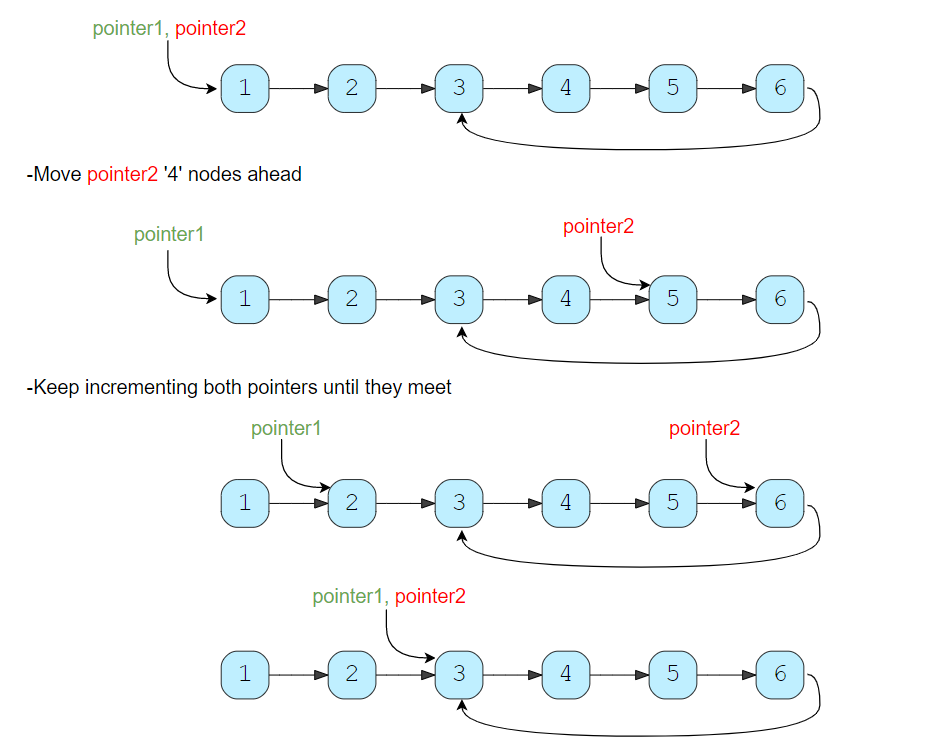 pointer1, pointer2
1 2 3 4 5 6
-Move pointer2 '4' nodes ahead
pointer1 pointer2
1 2 3 4 5 6
-Keep incrementing both pointers until they meet
pointer1 pointer2
1 2 3 4 5 6
pointer1, pointer2
1 2 3 4 5 6